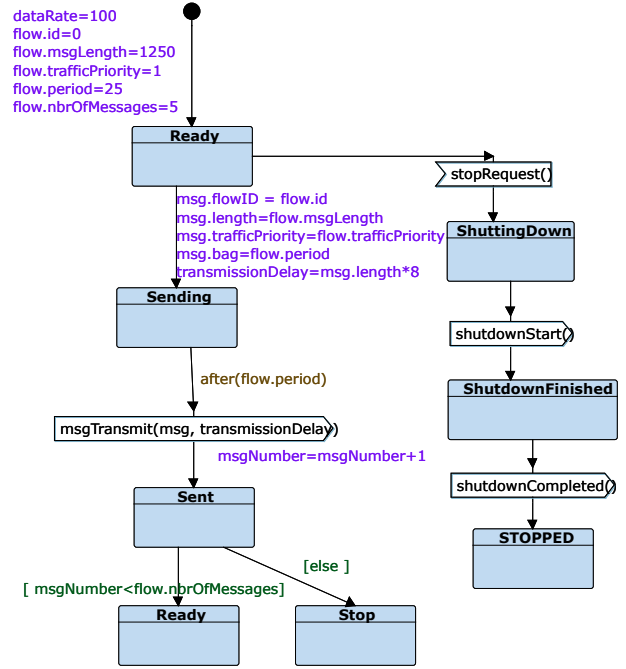 dataRate=100
flow.id=0
flow.msgLength=1250
flow.trafficPriority=1
flow.period=25
flow.nbrOfMessages=5
Ready
stopRequest()
msg.flowID = flow.id
msg.length=flow.msgLength
msg.trafficPriority=flow.trafficPriority
msg.bag=flow.period
transmissionDelay=msg.length*8
ShuttingDown
Sending
shutdownStart()
after(flow.period)
ShutdownFinished
msgTransmit(msg, transmissionDelay)
msgNumber=msgNumber+1
shutdownCompleted()
Sent
STOPPED
[else ]
[ msgNumber<flow.nbrOfMessages]
Ready
Stop